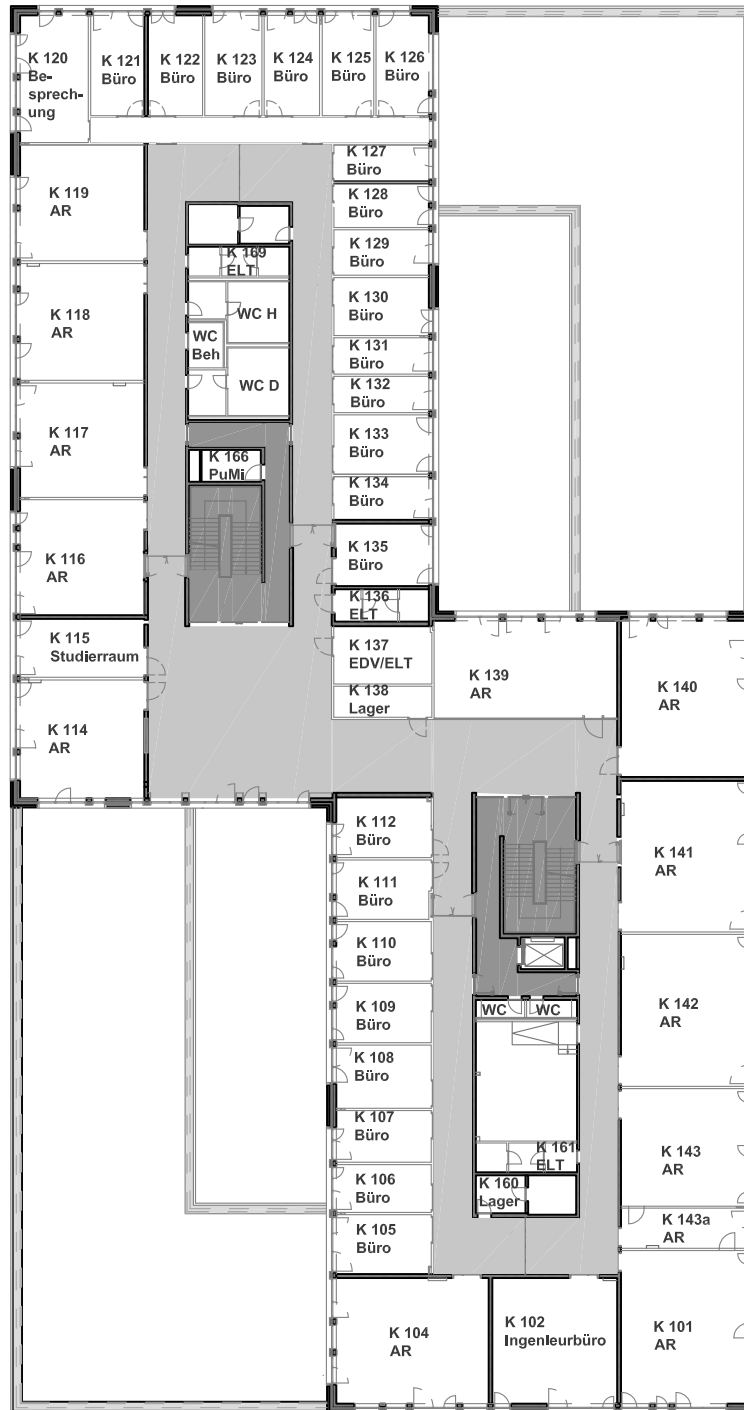 K 120
Be-
sprech-
ung
K 121
Büro
K 122
Büro
K 123
Büro
K 124
Büro
K 125
Büro
K 126
Büro
K 127
Büro
K 119
AR
K 128
Büro
K 129
Büro
K 169
ELT
K 118
AR
WC H
K 130
Büro
WC
Beh
K 131
Büro
WC D
K 132
Büro
K 117
AR
K 133
Büro
K 166
PuMi
K 134
Büro
K 116
AR
K 135
Büro
K 136
ELT
K 115
Studierraum
K 137
EDV/ELT
K 139
AR
K 140
AR
K 138
Lager
K 114
AR
K 112
Büro
K 141
AR
K 111
Büro
K 110
Büro
K 109
Büro
WC
WC
K 142
AR
K 108
Büro
K 107
Büro
K 161
ELT
K 143
AR
K 106
Büro
K 160
Lager
K 143a
AR
K 105
Büro
K 104
AR
K 102
Ingenieurbüro
K 101
AR